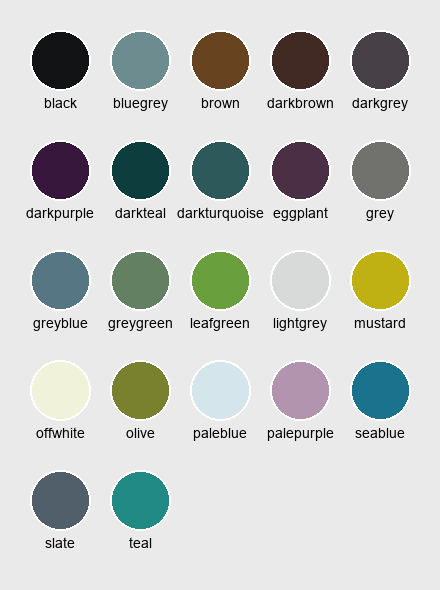 black bluegrey brown darkbrown darkgrey
darkpurple darkteal darkturquoise eggplant grey
greyblue greygreen leafgreen lightgrey mustard
offwhite olive paleblue palepurple seablue
slate teal